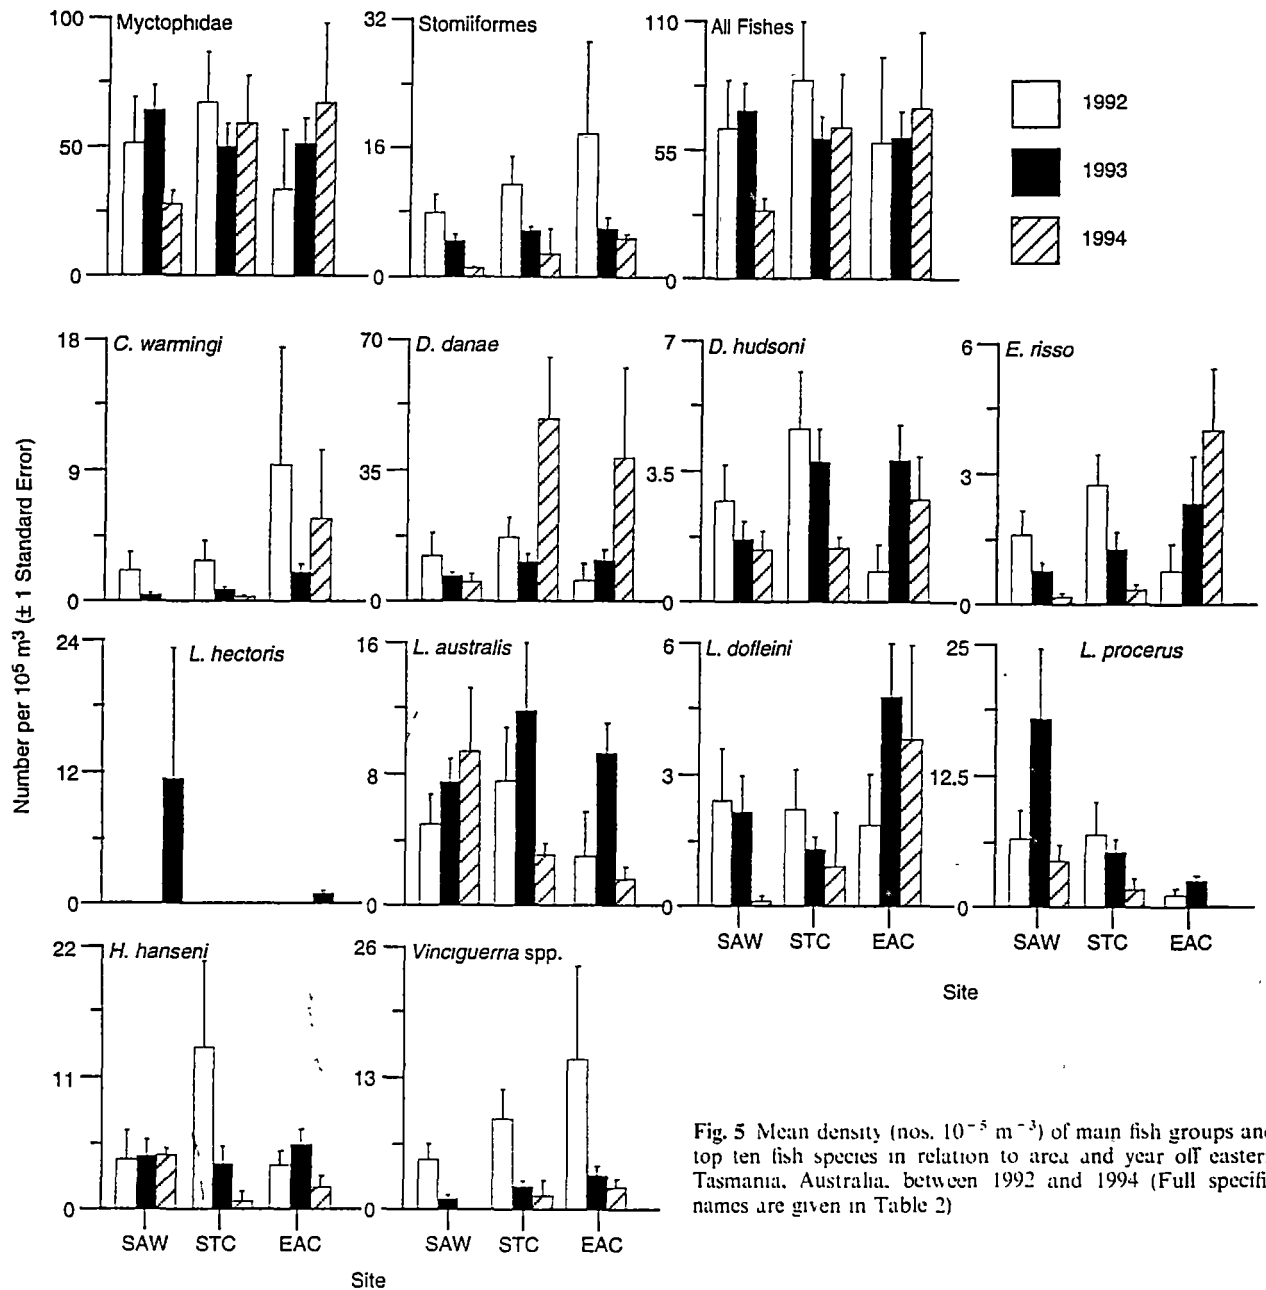 100 Myctophidae
50
0
32 Stomiiformes
16
0
110 All Fishes
55
0
1992
1993
1994
Number per 10⁵ m³ (± 1 Standard Error)
18 C. warmingi
9
0
70 D. danae
35
0
7 D. hudsoni
3.5
0
6 E. risso
3
0
24 L. hectoris
12
0
16 L. australis
8
0
6 L. dofleini
3
0
SAW STC EAC
25 L. procerus
12.5
0
SAW STC EAC
Site
22 H. hanseni
11
0
SAW STC EAC
26 Vinciguerria spp.
13
0
SAW STC EAC
Site
Fig. 5 Mean density (nos. 10⁻⁵ m⁻³) of main fish groups an
top ten fish species in relation to area and year off easter
Tasmania, Australia, between 1992 and 1994 (Full specifi
names are given in Table 2)